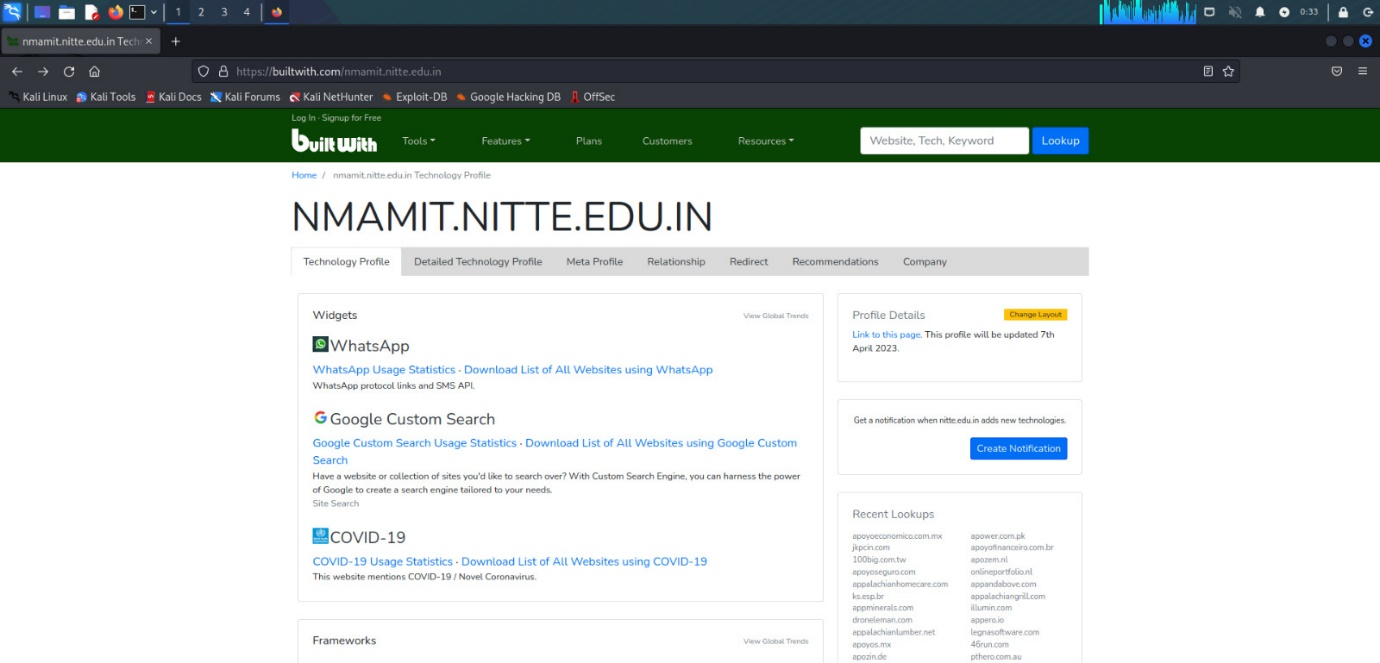 1 2 3 4
0:33
nmamit.nitte.edu.in Tech
https://builtwith.com/nmamit.nitte.edu.in
Kali Linux Kali Tools Kali Docs Kali Forums Kali NetHunter Exploit-DB Google Hacking DB OffSec
Log In · Signup for Free
builtwith Tools Features Plans Customers Resources Website, Tech, Keyword Lookup
Home / nmamit.nitte.edu.in Technology Profile
NMAMIT.NITTE.EDU.IN
Technology Profile Detailed Technology Profile Meta Profile Relationship Redirect Recommendations Company
Widgets View Global Trends
WhatsApp
WhatsApp Usage Statistics · Download List of All Websites using WhatsApp
WhatsApp protocol links and SMS API.
Google Custom Search
Google Custom Search Usage Statistics · Download List of All Websites using Google Custom
Search
Have a website or collection of sites you'd like to search over? With Custom Search Engine, you can harness the power
of Google to create a search engine tailored to your needs.
Site Search
COVID-19
COVID-19 Usage Statistics · Download List of All Websites using COVID-19
This website mentions COVID-19 / Novel Coronavirus.
Frameworks View Global Trends
Profile Details Change Layout
Link to this page. This profile will be updated 7th
April 2023.
Get a notification when nitte.edu.in adds new technologies.
Create Notification
Recent Lookups
apoyoeconomico.com.mx apower.com.pk
jkpcin.com apoyofinanceiro.com.br
100big.com.tw apozem.nl
apoyoseguro.com onlineportfolio.nl
appalachianhomecare.com appandabove.com
ks.esp.br appalachiangrill.com
appminerals.com illumin.com
droneleman.com appero.io
appalachianlumber.net legnasoftware.com
apoyos.mx 46run.com
apozin.de pthero.com.au